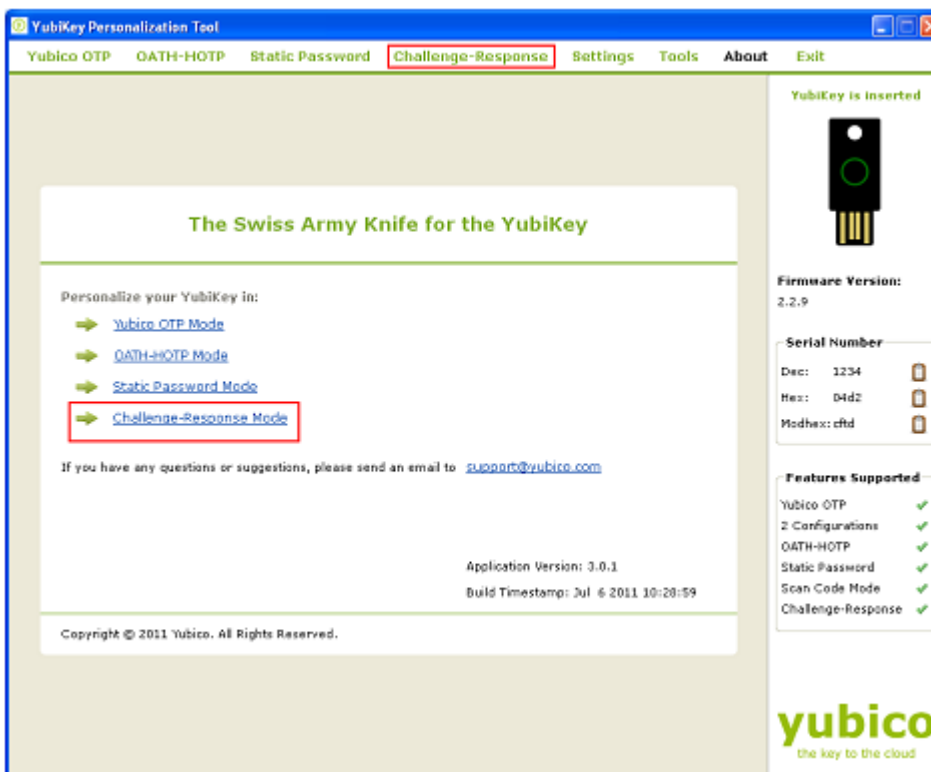 YubiKey Personalization Tool
Yubico OTP OATH-HOTP Static Password Challenge-Response Settings Tools About Exit
YubiKey is inserted
The Swiss Army Knife for the YubiKey
Personalize your YubiKey in:
Yubico OTP Mode
OATH-HOTP Mode
Static Password Mode
Challenge-Response Mode
If you have any questions or suggestions, please send an email to support@yubico.com
Application Version: 3.0.1
Build Timestamp: Jul 6 2011 10:28:59
Copyright © 2011 Yubico. All Rights Reserved.
Firmware Version:
2.2.9
Serial Number
Dec: 1234
Hex: 04d2
Modhex: cftd
Features Supported
Yubico OTP
2 Configurations
OATH-HOTP
Static Password
Scan Code Mode
Challenge-Response
yubico
the key to the cloud